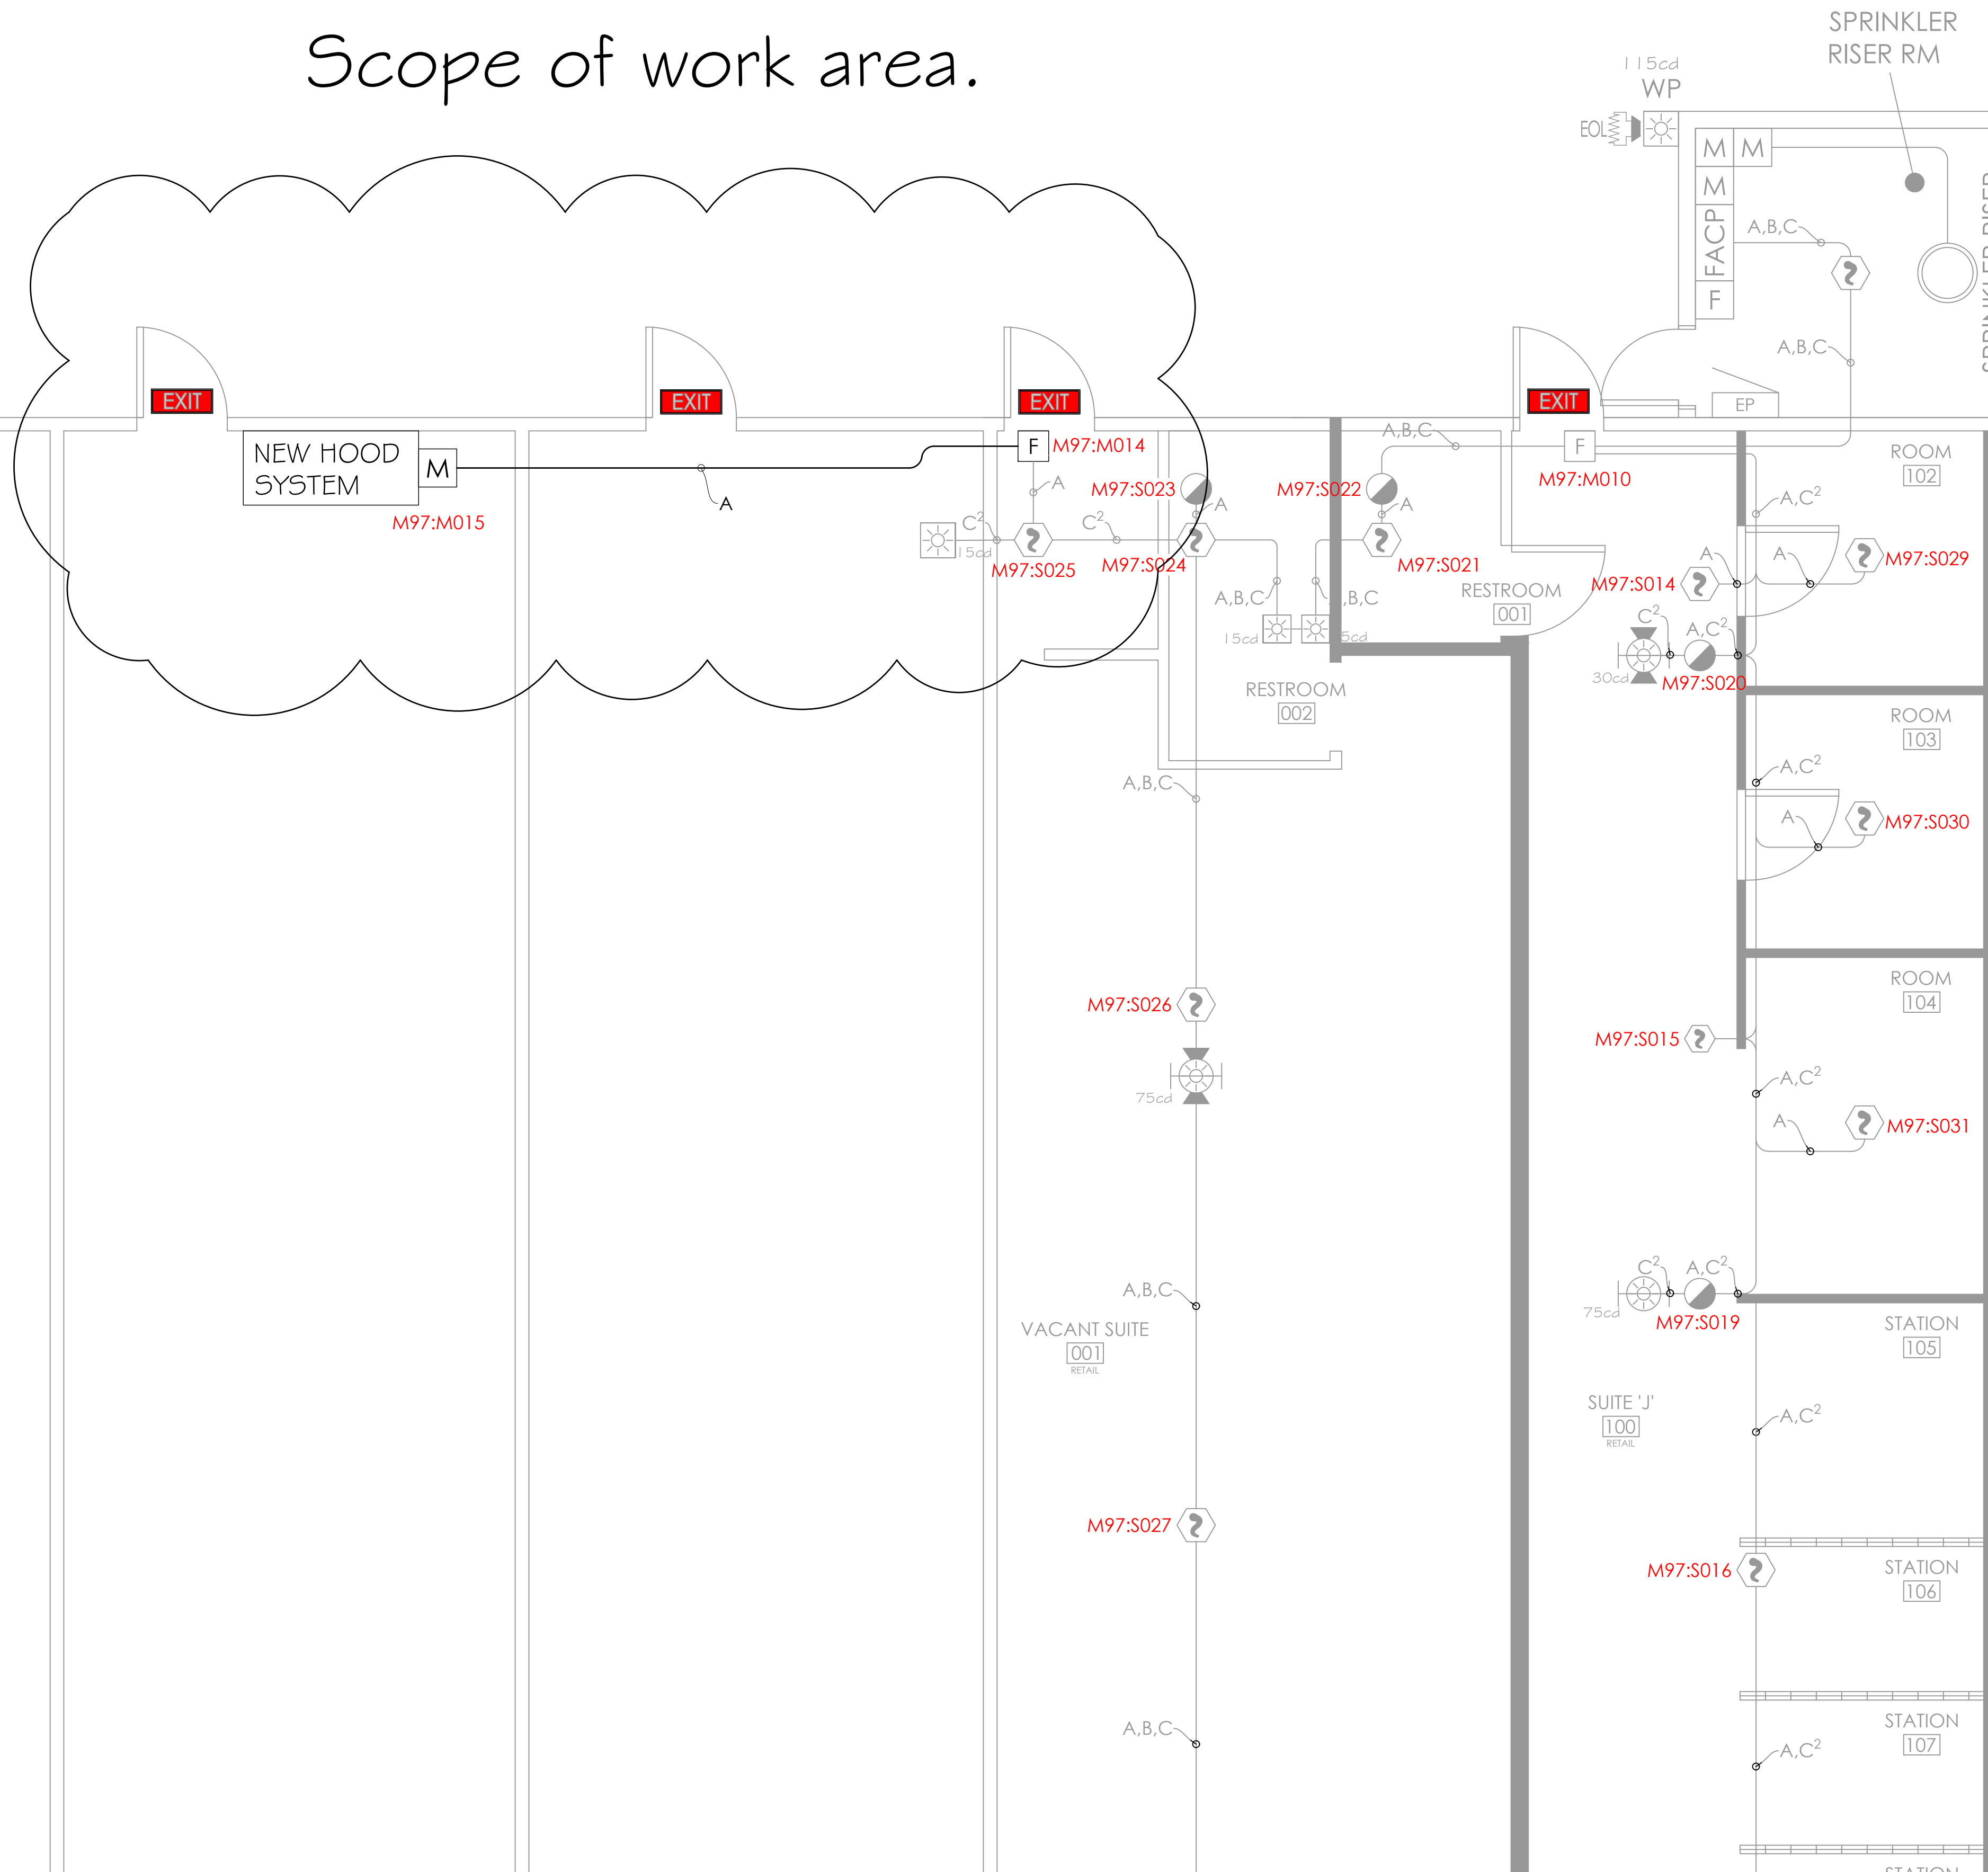 Scope of work area.
SPRINKLER
RISER RM
115cd
WP
EOL
M M
M
FACP
F
A,B,C
A,B,C
SPRINKLER RISER
EP
EXIT
EXIT
EXIT
EXIT
NEW HOOD
SYSTEM
M
M97:M015
A
F
M97:M014
A
C2
15cd
M97:S025
C2
M97:S023
A
M97:S024
A,B,C
15cd
A,B,C
M97:S022
A
M97:S021
,B,C
5cd
F
M97:M010
RESTROOM
001
RESTROOM
002
ROOM
102
A,C2
A
A
M97:S029
M97:S014
C2
A,C2
30cd
M97:S020
ROOM
103
A,C2
A
M97:S030
A,B,C
ROOM
104
M97:S026
M97:S015
75cd
A,C2
A
M97:S031
A,B,C
C2
A,C2
75cd
M97:S019
VACANT SUITE
001
RETAIL
STATION
105
SUITE 'J'
100
RETAIL
A,C2
M97:S027
M97:S016
STATION
106
A,B,C
STATION
107
A,C2